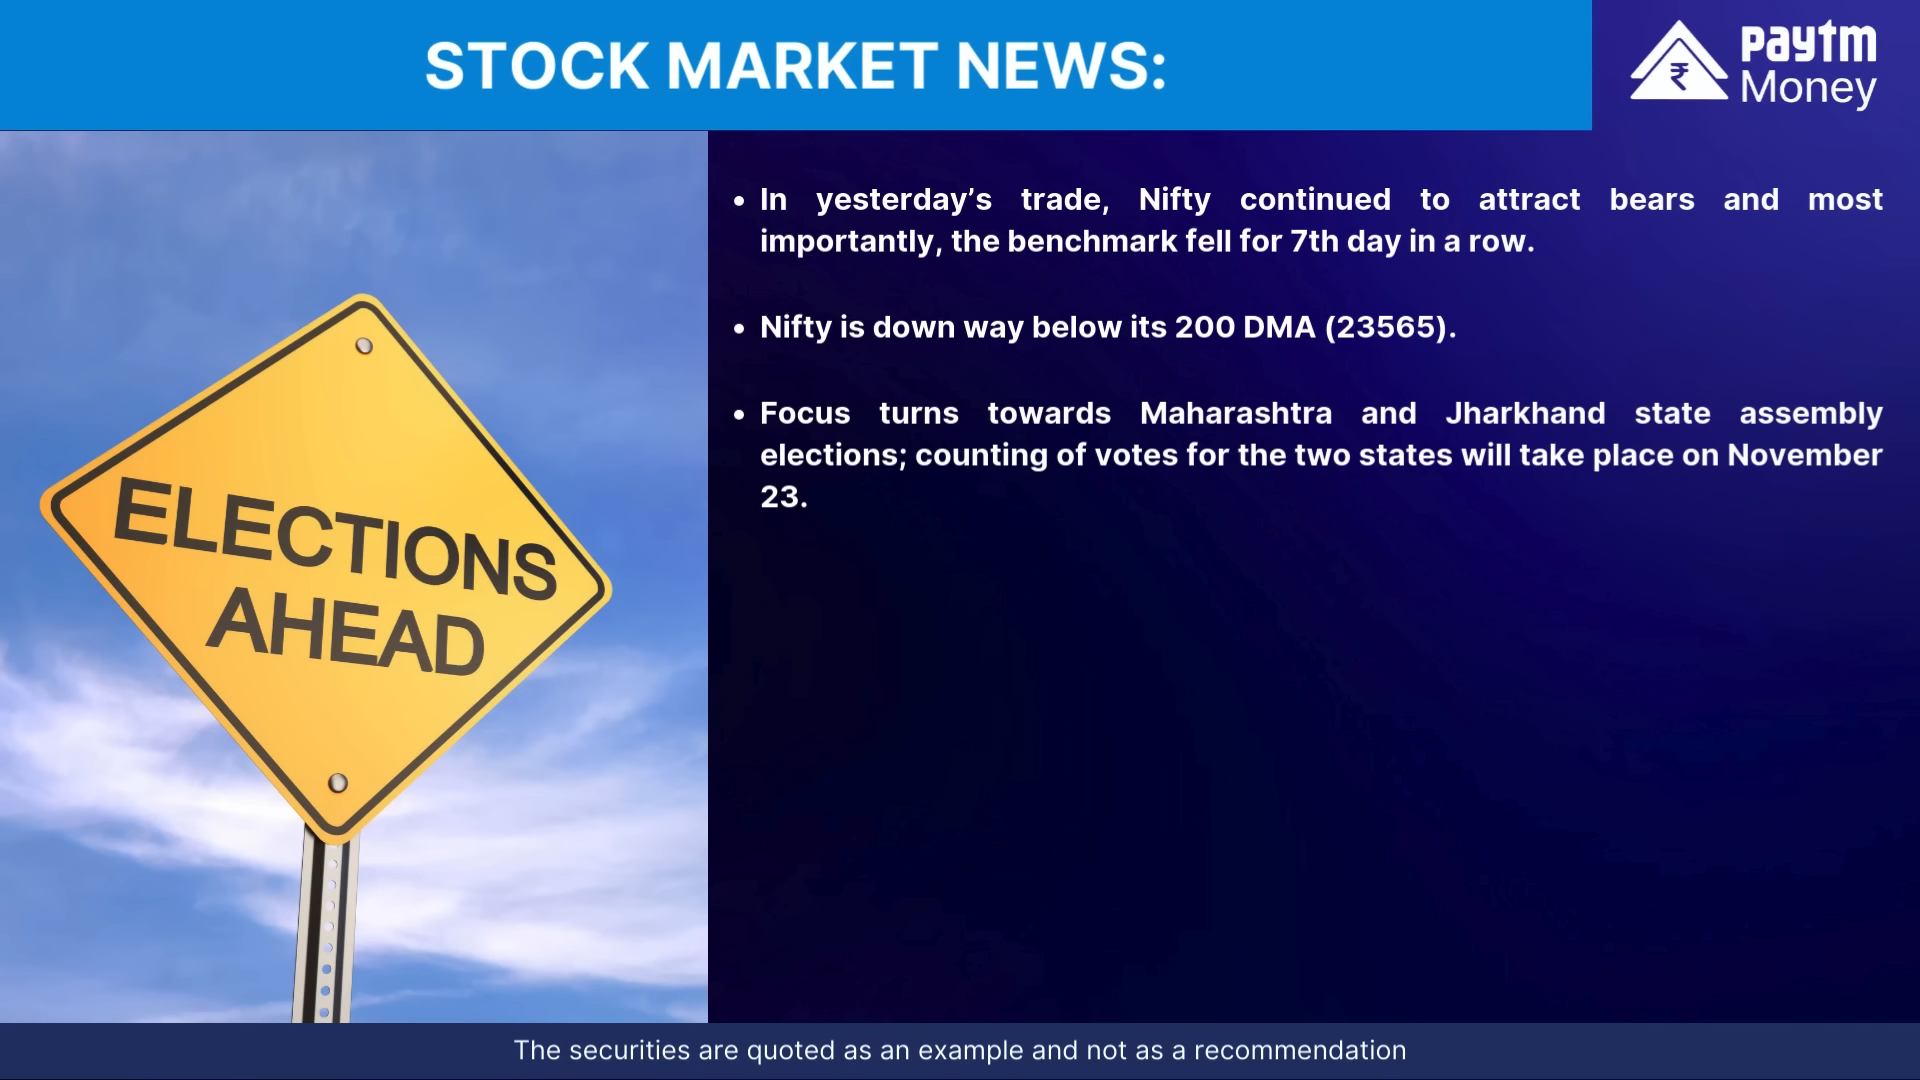 STOCK MARKET NEWS:
₹
paytm
Money
• In yesterday’s trade, Nifty continued to attract bears and most
importantly, the benchmark fell for 7th day in a row.
• Nifty is down way below its 200 DMA (23565).
• Focus turns towards Maharashtra and Jharkhand state assembly
elections; counting of votes for the two states will take place on November
23.
ELECTIONS
AHEAD
The securities are quoted as an example and not as a recommendation